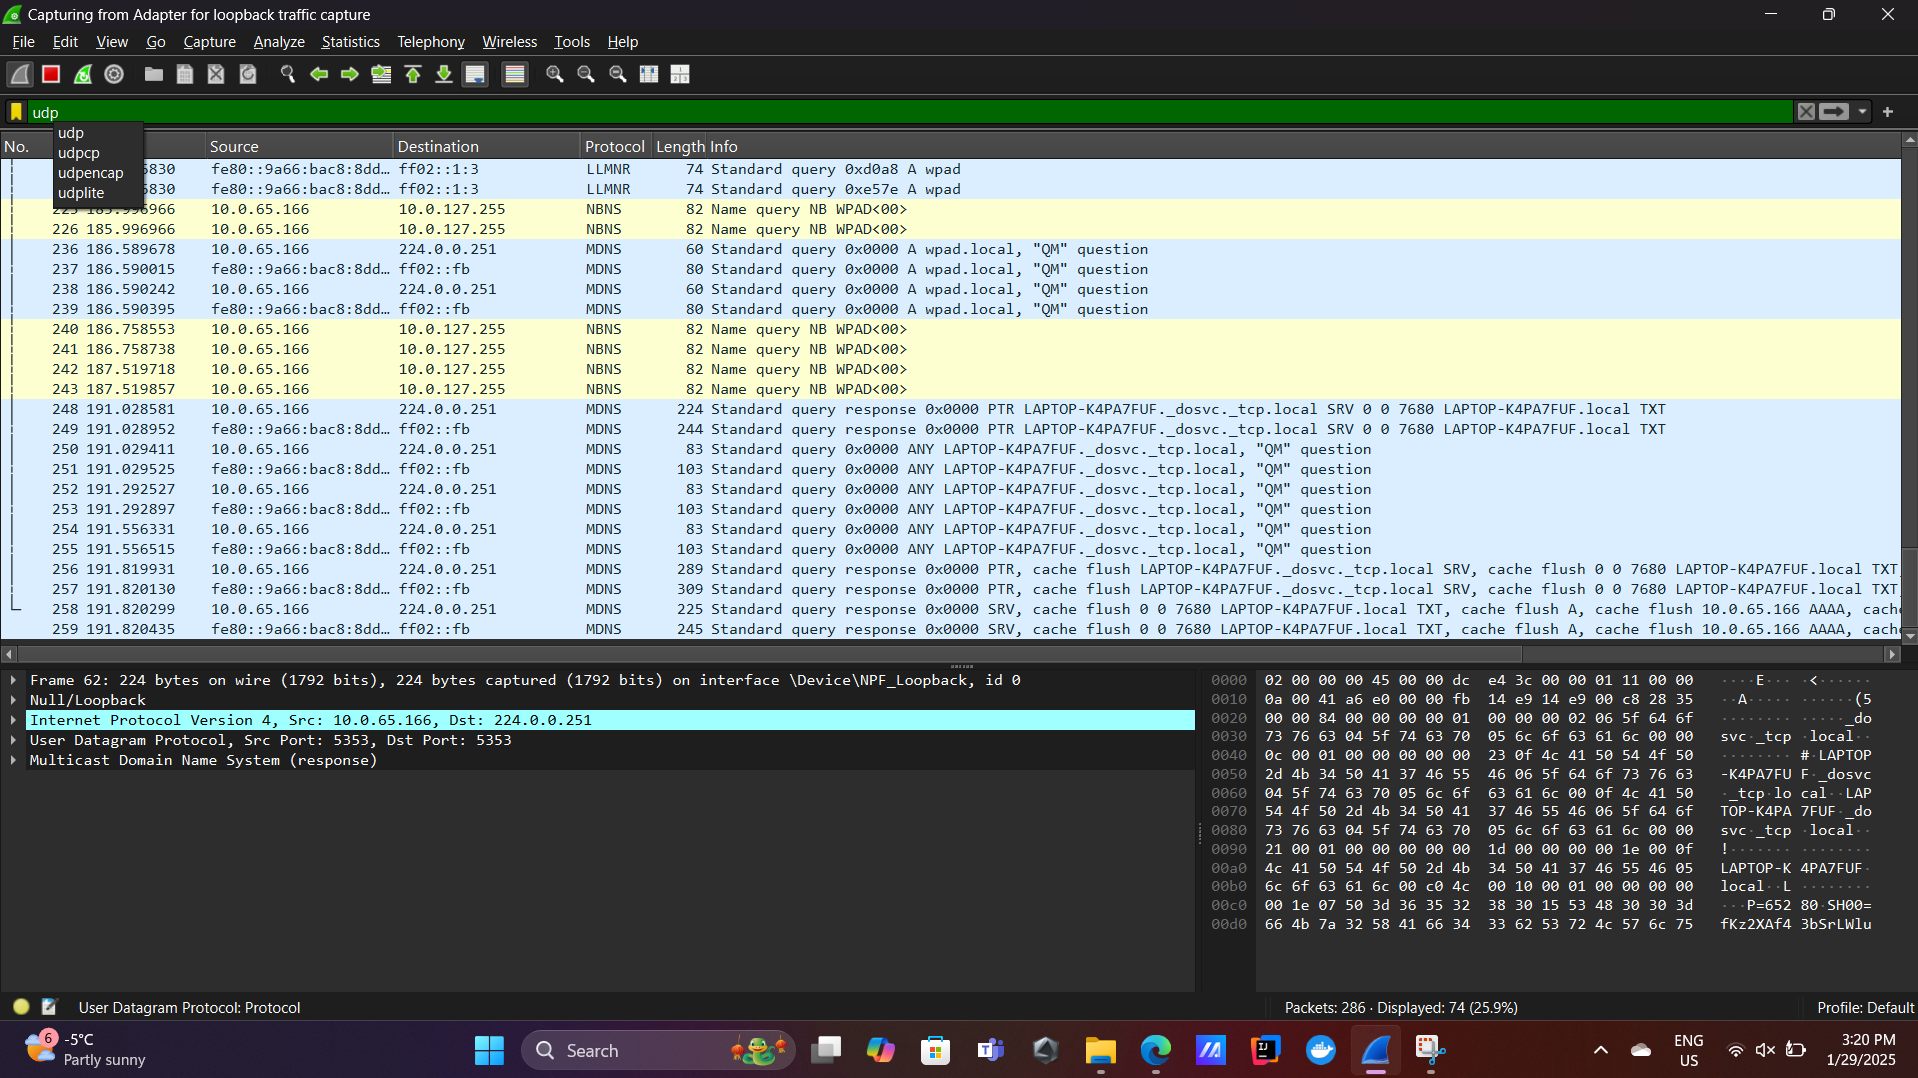 Capturing from Adapter for loopback traffic capture
File Edit View Go Capture Analyze Statistics Telephony Wireless Tools Help
udp
udp
udpcp
udpencap
udplite
No. Source Destination Protocol Length Info
5830 fe80::9a66:bac8:8dd… ff02::1:3 LLMNR 74 Standard query 0xd0a8 A wpad
5830 fe80::9a66:bac8:8dd… ff02::1:3 LLMNR 74 Standard query 0xe57e A wpad
225 185.996966 10.0.65.166 10.0.127.255 NBNS 82 Name query NB WPAD<00>
226 185.996966 10.0.65.166 10.0.127.255 NBNS 82 Name query NB WPAD<00>
236 186.589678 10.0.65.166 224.0.0.251 MDNS 60 Standard query 0x0000 A wpad.local, "QM" question
237 186.590015 fe80::9a66:bac8:8dd… ff02::fb MDNS 80 Standard query 0x0000 A wpad.local, "QM" question
238 186.590242 10.0.65.166 224.0.0.251 MDNS 60 Standard query 0x0000 A wpad.local, "QM" question
239 186.590395 fe80::9a66:bac8:8dd… ff02::fb MDNS 80 Standard query 0x0000 A wpad.local, "QM" question
240 186.758553 10.0.65.166 10.0.127.255 NBNS 82 Name query NB WPAD<00>
241 186.758738 10.0.65.166 10.0.127.255 NBNS 82 Name query NB WPAD<00>
242 187.519718 10.0.65.166 10.0.127.255 NBNS 82 Name query NB WPAD<00>
243 187.519857 10.0.65.166 10.0.127.255 NBNS 82 Name query NB WPAD<00>
248 191.028581 10.0.65.166 224.0.0.251 MDNS 224 Standard query response 0x0000 PTR LAPTOP-K4PA7FUF._dosvc._tcp.local SRV 0 0 7680 LAPTOP-K4PA7FUF.local TXT
249 191.028952 fe80::9a66:bac8:8dd… ff02::fb MDNS 244 Standard query response 0x0000 PTR LAPTOP-K4PA7FUF._dosvc._tcp.local SRV 0 0 7680 LAPTOP-K4PA7FUF.local TXT
250 191.029411 10.0.65.166 224.0.0.251 MDNS 83 Standard query 0x0000 ANY LAPTOP-K4PA7FUF._dosvc._tcp.local, "QM" question
251 191.029525 fe80::9a66:bac8:8dd… ff02::fb MDNS 103 Standard query 0x0000 ANY LAPTOP-K4PA7FUF._dosvc._tcp.local, "QM" question
252 191.292527 10.0.65.166 224.0.0.251 MDNS 83 Standard query 0x0000 ANY LAPTOP-K4PA7FUF._dosvc._tcp.local, "QM" question
253 191.292897 fe80::9a66:bac8:8dd… ff02::fb MDNS 103 Standard query 0x0000 ANY LAPTOP-K4PA7FUF._dosvc._tcp.local, "QM" question
254 191.556331 10.0.65.166 224.0.0.251 MDNS 83 Standard query 0x0000 ANY LAPTOP-K4PA7FUF._dosvc._tcp.local, "QM" question
255 191.556515 fe80::9a66:bac8:8dd… ff02::fb MDNS 103 Standard query 0x0000 ANY LAPTOP-K4PA7FUF._dosvc._tcp.local, "QM" question
256 191.819931 10.0.65.166 224.0.0.251 MDNS 289 Standard query response 0x0000 PTR, cache flush LAPTOP-K4PA7FUF._dosvc._tcp.local SRV, cache flush 0 0 7680 LAPTOP-K4PA7FUF.local TXT,
257 191.820130 fe80::9a66:bac8:8dd… ff02::fb MDNS 309 Standard query response 0x0000 PTR, cache flush LAPTOP-K4PA7FUF._dosvc._tcp.local SRV, cache flush 0 0 7680 LAPTOP-K4PA7FUF.local TXT,
258 191.820299 10.0.65.166 224.0.0.251 MDNS 225 Standard query response 0x0000 SRV, cache flush 0 0 7680 LAPTOP-K4PA7FUF.local TXT, cache flush A, cache flush 10.0.65.166 AAAA, cache
259 191.820435 fe80::9a66:bac8:8dd… ff02::fb MDNS 245 Standard query response 0x0000 SRV, cache flush 0 0 7680 LAPTOP-K4PA7FUF.local TXT, cache flush A, cache flush 10.0.65.166 AAAA, cache
Frame 62: 224 bytes on wire (1792 bits), 224 bytes captured (1792 bits) on interface \Device\NPF_Loopback, id 0
Null/Loopback
Internet Protocol Version 4, Src: 10.0.65.166, Dst: 224.0.0.251
User Datagram Protocol, Src Port: 5353, Dst Port: 5353
Multicast Domain Name System (response)
0000 02 00 00 00 45 00 00 dc e4 3c 00 00 01 11 00 00 ····E··· ·<······
0010 0a 00 41 a6 e0 00 00 fb 14 e9 14 e9 00 c8 28 35 ··A····· ······(5
0020 00 00 84 00 00 00 00 01 00 00 00 02 06 5f 64 6f ········ ·····_do
0030 73 76 63 04 5f 74 63 70 05 6c 6f 63 61 6c 00 00 svc·_tcp ·local··
0040 0c 00 01 00 00 00 00 00 23 0f 4c 41 50 54 4f 50 ········ #·LAPTOP
0050 2d 4b 34 50 41 37 46 55 46 06 5f 64 6f 73 76 63 -K4PA7FU F·_dosvc
0060 04 5f 74 63 70 05 6c 6f 63 61 6c 00 0f 4c 41 50 ·_tcp·lo cal··LAP
0070 54 4f 50 2d 4b 34 50 41 37 46 55 46 06 5f 64 6f TOP-K4PA 7FUF·_do
0080 73 76 63 04 5f 74 63 70 05 6c 6f 63 61 6c 00 00 svc·_tcp ·local··
0090 21 00 01 00 00 00 00 00 1d 00 00 00 00 1e 00 0f !······· ········
00a0 4c 41 50 54 4f 50 2d 4b 34 50 41 37 46 55 46 05 LAPTOP-K 4PA7FUF·
00b0 6c 6f 63 61 6c 00 c0 4c 00 10 00 01 00 00 00 00 local··L ········
00c0 00 1e 07 50 3d 36 35 32 38 30 15 53 48 30 30 3d ···P=652 80·SH00=
00d0 66 4b 7a 32 58 41 66 34 33 62 53 72 4c 57 6c 75 fKz2XAf4 3bSrLWlu
User Datagram Protocol: Protocol
Packets: 286 · Displayed: 74 (25.9%)
Profile: Default
6
-5°C
Partly sunny
Search
ENG
US
3:20 PM
1/29/2025